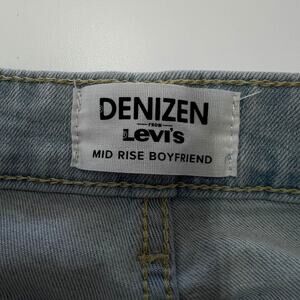 DENIZEN
FROM
Levi's
MID RISE BOYFRIEND